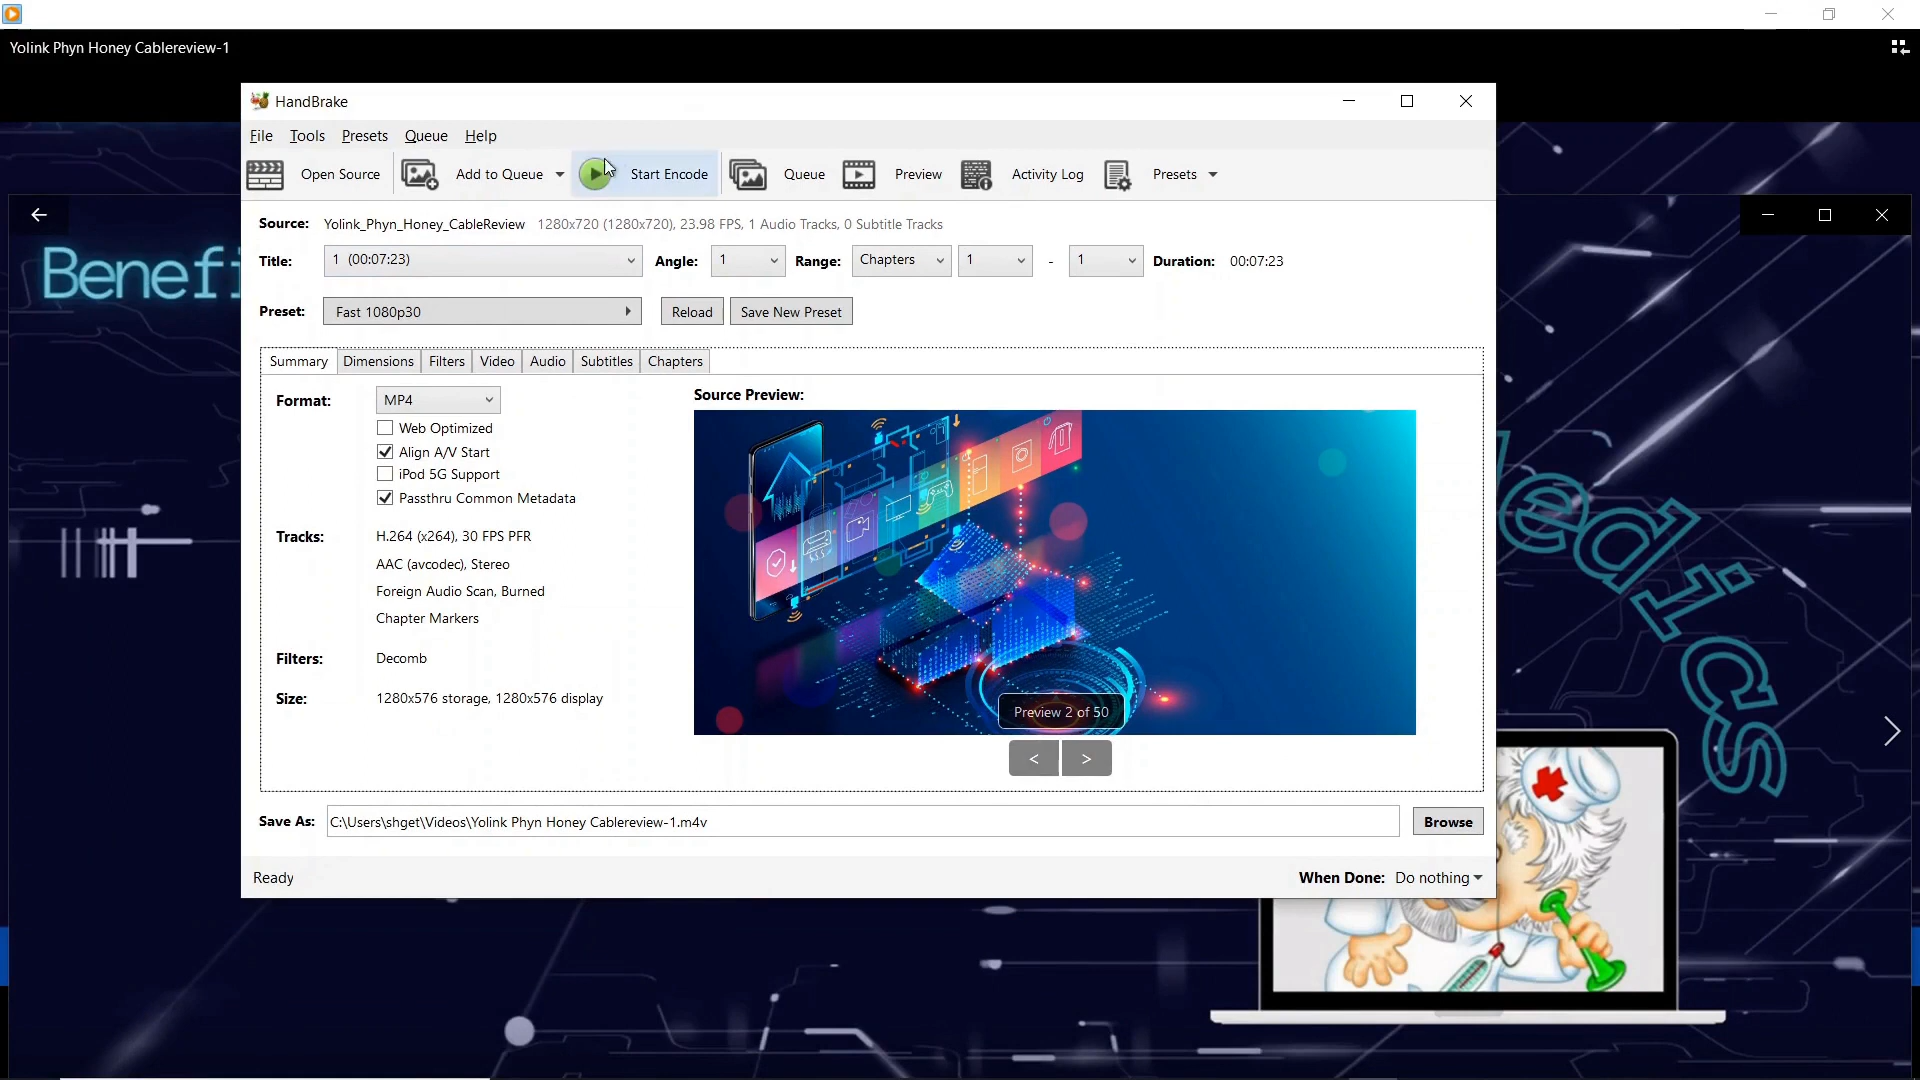 Yolink Phyn Honey Cablereview-1
HandBrake
File Tools Presets Queue Help
Open Source Add to Queue Start Encode Queue Preview Activity Log Presets
Source: Yolink_Phyn_Honey_CableReview 1280x720 (1280x720), 23.98 FPS, 1 Audio Tracks, 0 Subtitle Tracks
Title: 1 (00:07:23) Angle: 1 Range: Chapters 1 - 1 Duration: 00:07:23
Benefi
Preset: Fast 1080p30 Reload Save New Preset
Summary Dimensions Filters Video Audio Subtitles Chapters
Format: MP4
Source Preview:
Web Optimized
Align A/V Start
iPod 5G Support
Passthru Common Metadata
Tracks: H.264 (x264), 30 FPS PFR
AAC (avcodec), Stereo
Foreign Audio Scan, Burned
Chapter Markers
Filters: Decomb
Size: 1280x576 storage, 1280x576 display
Preview 2 of 50
< >
edics
Save As: C:\Users\shget\Videos\Yolink Phyn Honey Cablereview-1.m4v Browse
Ready
When Done: Do nothing